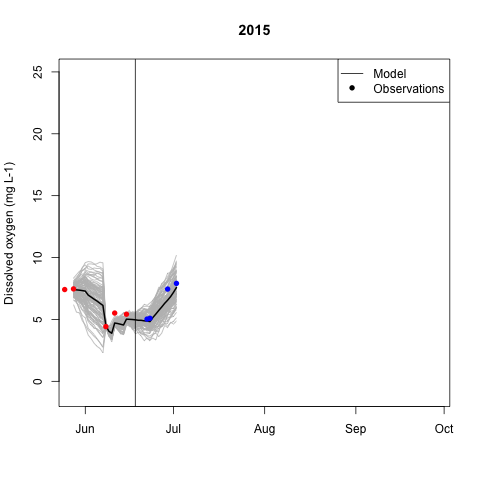 2015
Model
Observations
Dissolved oxygen (mg L-1)
25
20
15
10
5
0
Jun
Jul
Aug
Sep
Oct